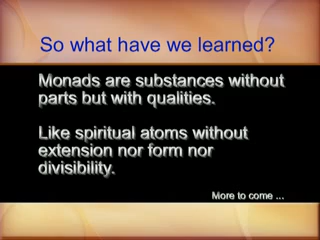 So what have we learned?
Monads are substances without
parts but with qualities.
Like spiritual atoms without
extension nor form nor
divisibility.
More to come ...